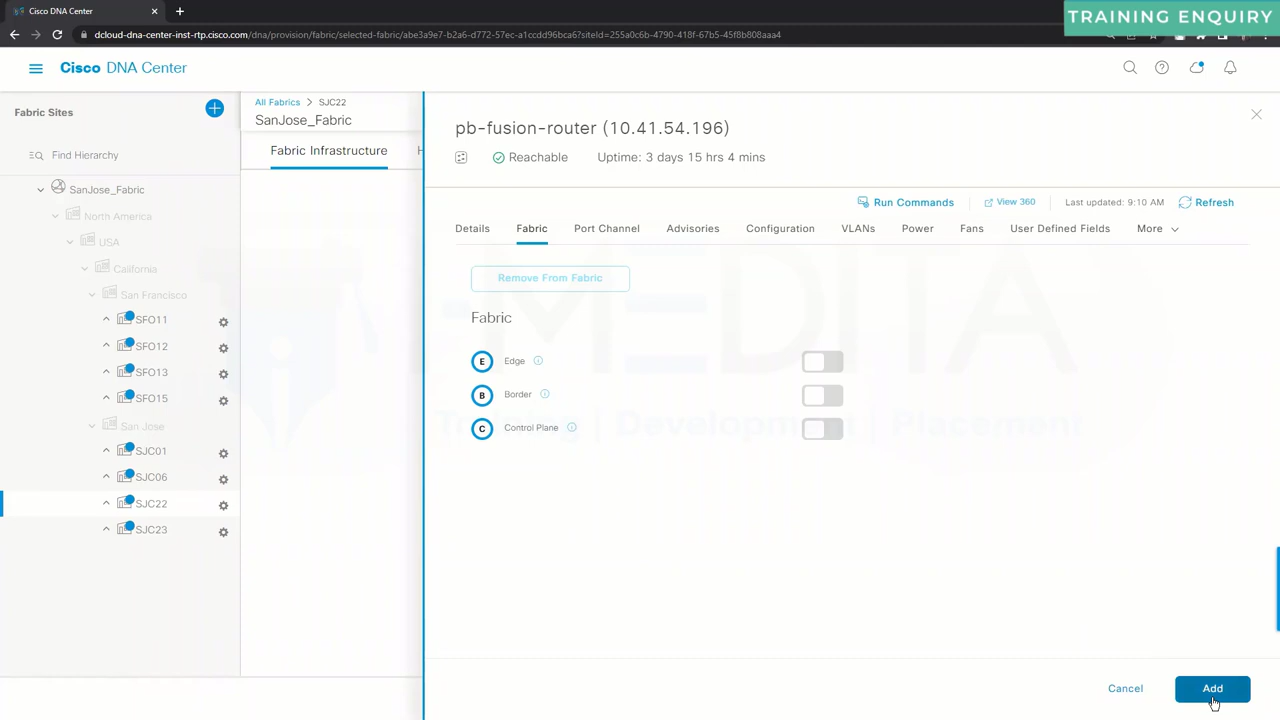 Cisco DNA Center
TRAINING ENQUIRY
dcloud-dna-center-inst-rtp.cisco.com/dna/provision/fabric/selected-fabric/abe3a9e7-b2a6-d772-57ec-a1ccdd96bca6?siteId=255a0c6b-4790-418f-67b5-45f8b808aaa4
Cisco DNA Center
Fabric Sites
Find Hierarchy
SanJose_Fabric
North America
USA
California
San Francisco
SFO11
SFO12
SFO13
SFO15
San Jose
SJC01
SJC06
SJC22
SJC23
All Fabrics > SJC22
SanJose_Fabric
Fabric Infrastructure
pb-fusion-router (10.41.54.196)
Reachable Uptime: 3 days 15 hrs 4 mins
Run Commands View 360 Last updated: 9:10 AM Refresh
Details Fabric Port Channel Advisories Configuration VLANs Power Fans User Defined Fields More
Remove From Fabric
Fabric
E Edge
B Border
C Control Plane
Training | Development | Placement
Cancel Add